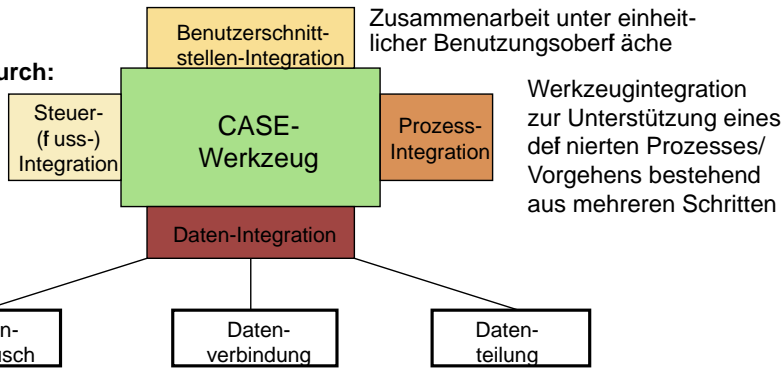 Benutzerschnitt-
stellen-Integration
Zusammenarbeit unter einheit-
licher Benutzungsoberf äche
urch:
Steuer-
(f uss-)
Integration
CASE-
Werkzeug
Prozess-
Integration
Werkzeugintegration
zur Unterstützung eines
def nierten Prozesses/
Vorgehens bestehend
aus mehreren Schritten
Daten-Integration
n-
usch
Daten-
verbindung
Daten-
teilung